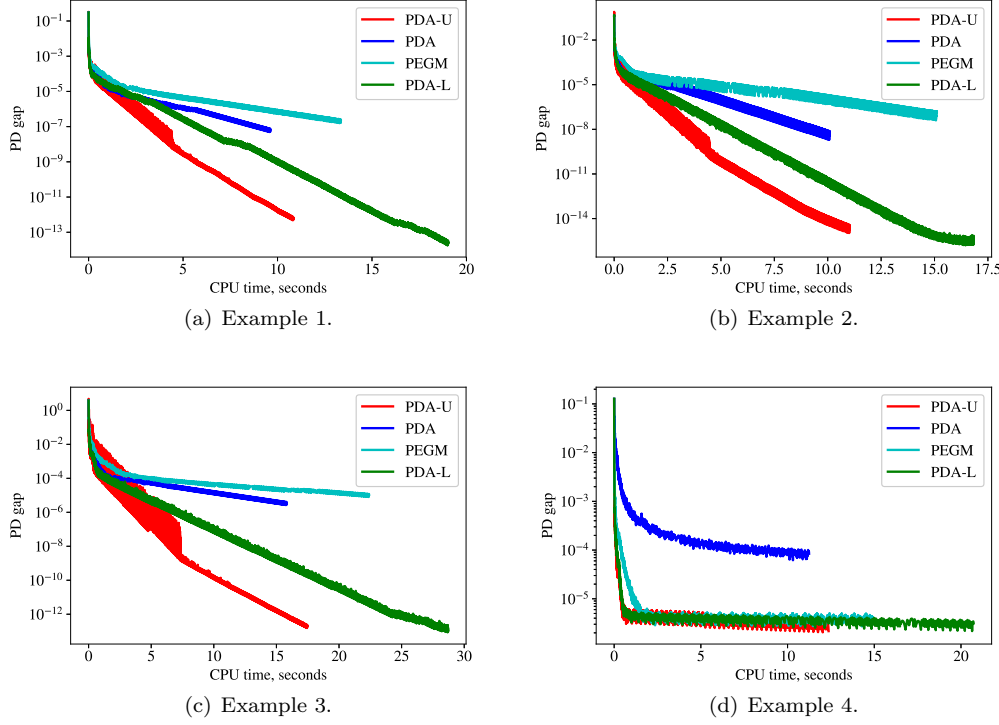 PD gap
10⁻¹
10⁻³
10⁻⁵
10⁻⁷
10⁻⁹
10⁻¹¹
10⁻¹³
0 5 10 15 20
CPU time, seconds
PDA-U
PDA
PEGM
PDA-L
(a) Example 1.
PD gap
10⁻²
10⁻⁵
10⁻⁸
10⁻¹¹
10⁻¹⁴
0.0 2.5 5.0 7.5 10.0 12.5 15.0 17.5
CPU time, seconds
PDA-U
PDA
PEGM
PDA-L
(b) Example 2.
PD gap
10⁰
10⁻²
10⁻⁴
10⁻⁶
10⁻⁸
10⁻¹⁰
10⁻¹²
0 5 10 15 20 25 30
CPU time, seconds
PDA-U
PDA
PEGM
PDA-L
(c) Example 3.
PD gap
10⁻¹
10⁻²
10⁻³
10⁻⁴
10⁻⁵
0 5 10 15 20
CPU time, seconds
PDA-U
PDA
PEGM
PDA-L
(d) Example 4.